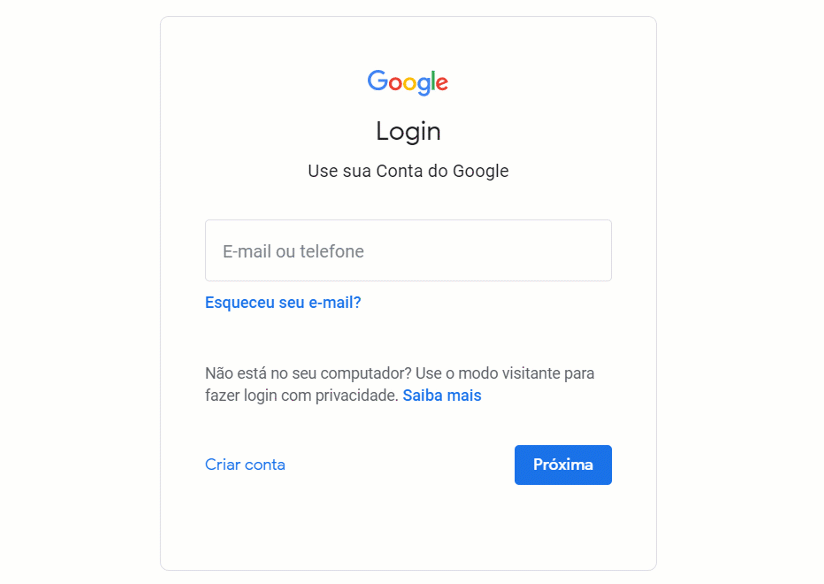 Google
Login
Use sua Conta do Google
E-mail ou telefone
Esqueceu seu e-mail?
Não está no seu computador? Use o modo visitante para
fazer login com privacidade. Saiba mais
Criar conta
Próxima